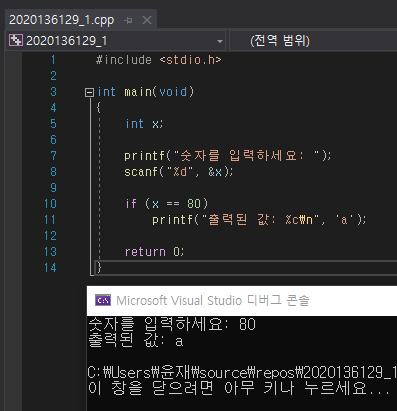 2020136129_1.cpp
2020136129_1 (전역 범위)
1 #include <stdio.h>
2
3 int main(void)
4 {
5 int x;
6
7 printf("숫자를 입력하세요: ");
8 scanf("%d", &x);
9
10 if (x == 80)
11 printf("출력된 값: %c₩n", 'a');
12
13 return 0;
14 }
Microsoft Visual Studio 디버그 콘솔
숫자를 입력하세요: 80
출력된 값: a
C:₩Users₩윤재₩source₩repos₩2020136129_1
이 창을 닫으려면 아무 키나 누르세요...